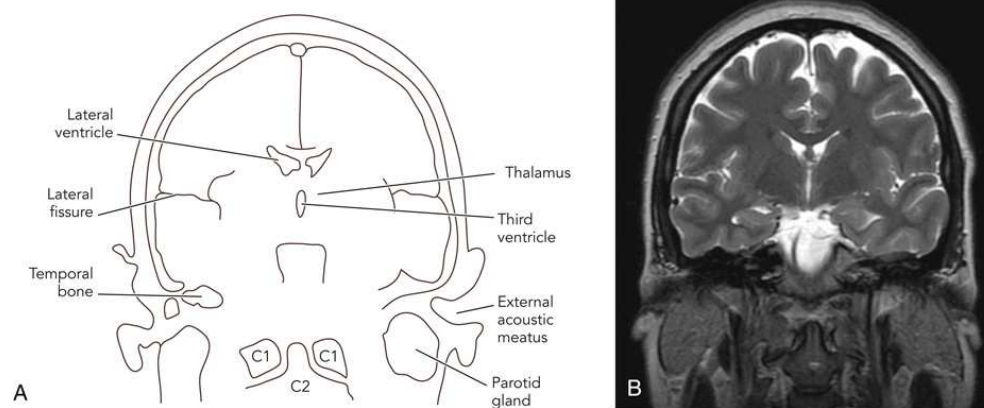 Lateral
ventricle
Lateral
fissure
Temporal
bone
Thalamus
Third
ventricle
External
acoustic
meatus
Parotid
gland
C1
C1
C2
A
B